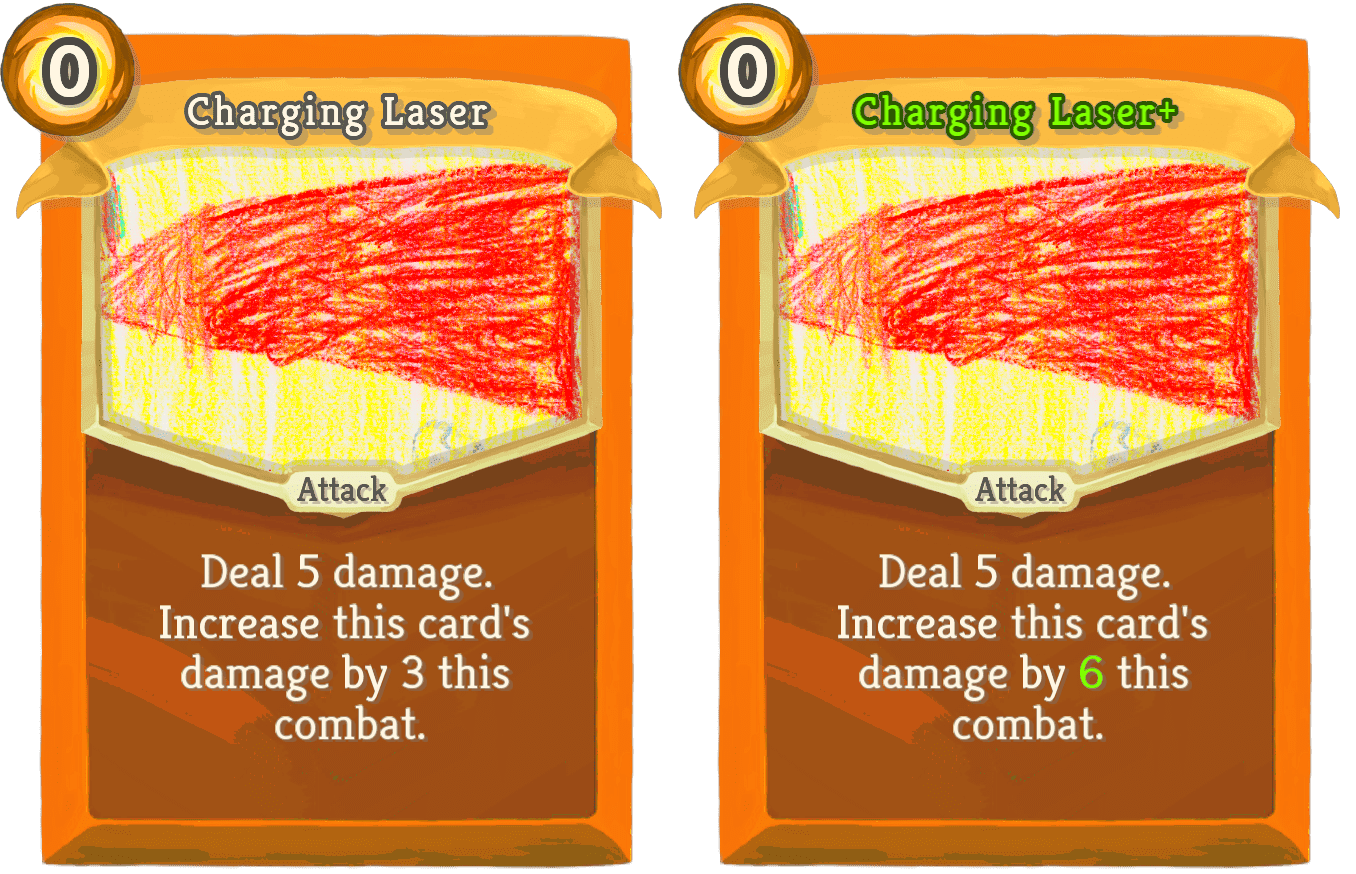 0
Charging Laser
Attack
Deal 5 damage.
Increase this card's
damage by 3 this
combat.
0
Charging Laser+
Attack
Deal 5 damage.
Increase this card's
damage by 6 this
combat.